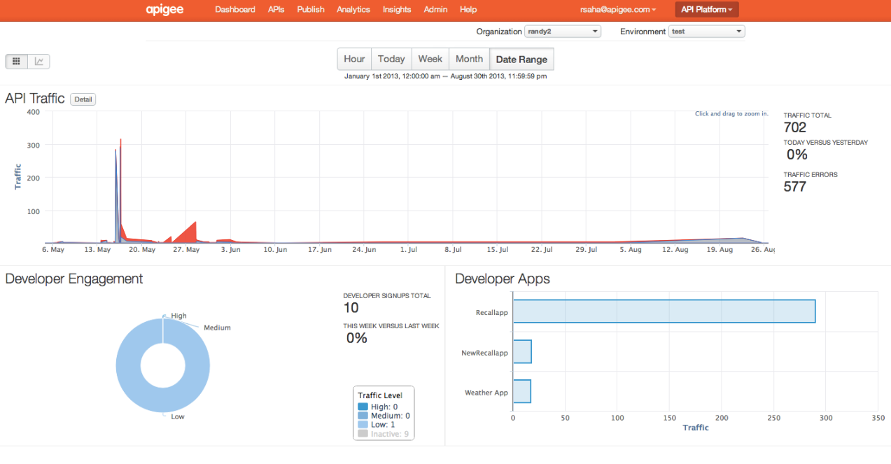 apigee Dashboard APIs Publish Analytics Insights Admin Help rsaha@apigee.com API Platform
Organization randy2 Environment test
Hour Today Week Month Date Range
January 1st 2013, 12:00:00 am — August 30th 2013, 11:59:59 pm
API Traffic Detail
Click and drag to zoom in.
400
300
200
100
Traffic
6. May 13. May 20. May 27. May 3. Jun 10. Jun 17. Jun 24. Jun 1. Jul 8. Jul 15. Jul 22. Jul 29. Jul 5. Aug 12. Aug 19. Aug 26. Aug
TRAFFIC TOTAL
702
TODAY VERSUS YESTERDAY
0%
TRAFFIC ERRORS
577
Developer Engagement
High
Medium
Low
DEVELOPER SIGNUPS TOTAL
10
THIS WEEK VERSUS LAST WEEK
0%
Traffic Level
High: 0
Medium: 0
Low: 1
Inactive: 9
Developer Apps
Recallapp
NewRecallapp
Weather App
0 50 100 150 200 250 300 350
Traffic